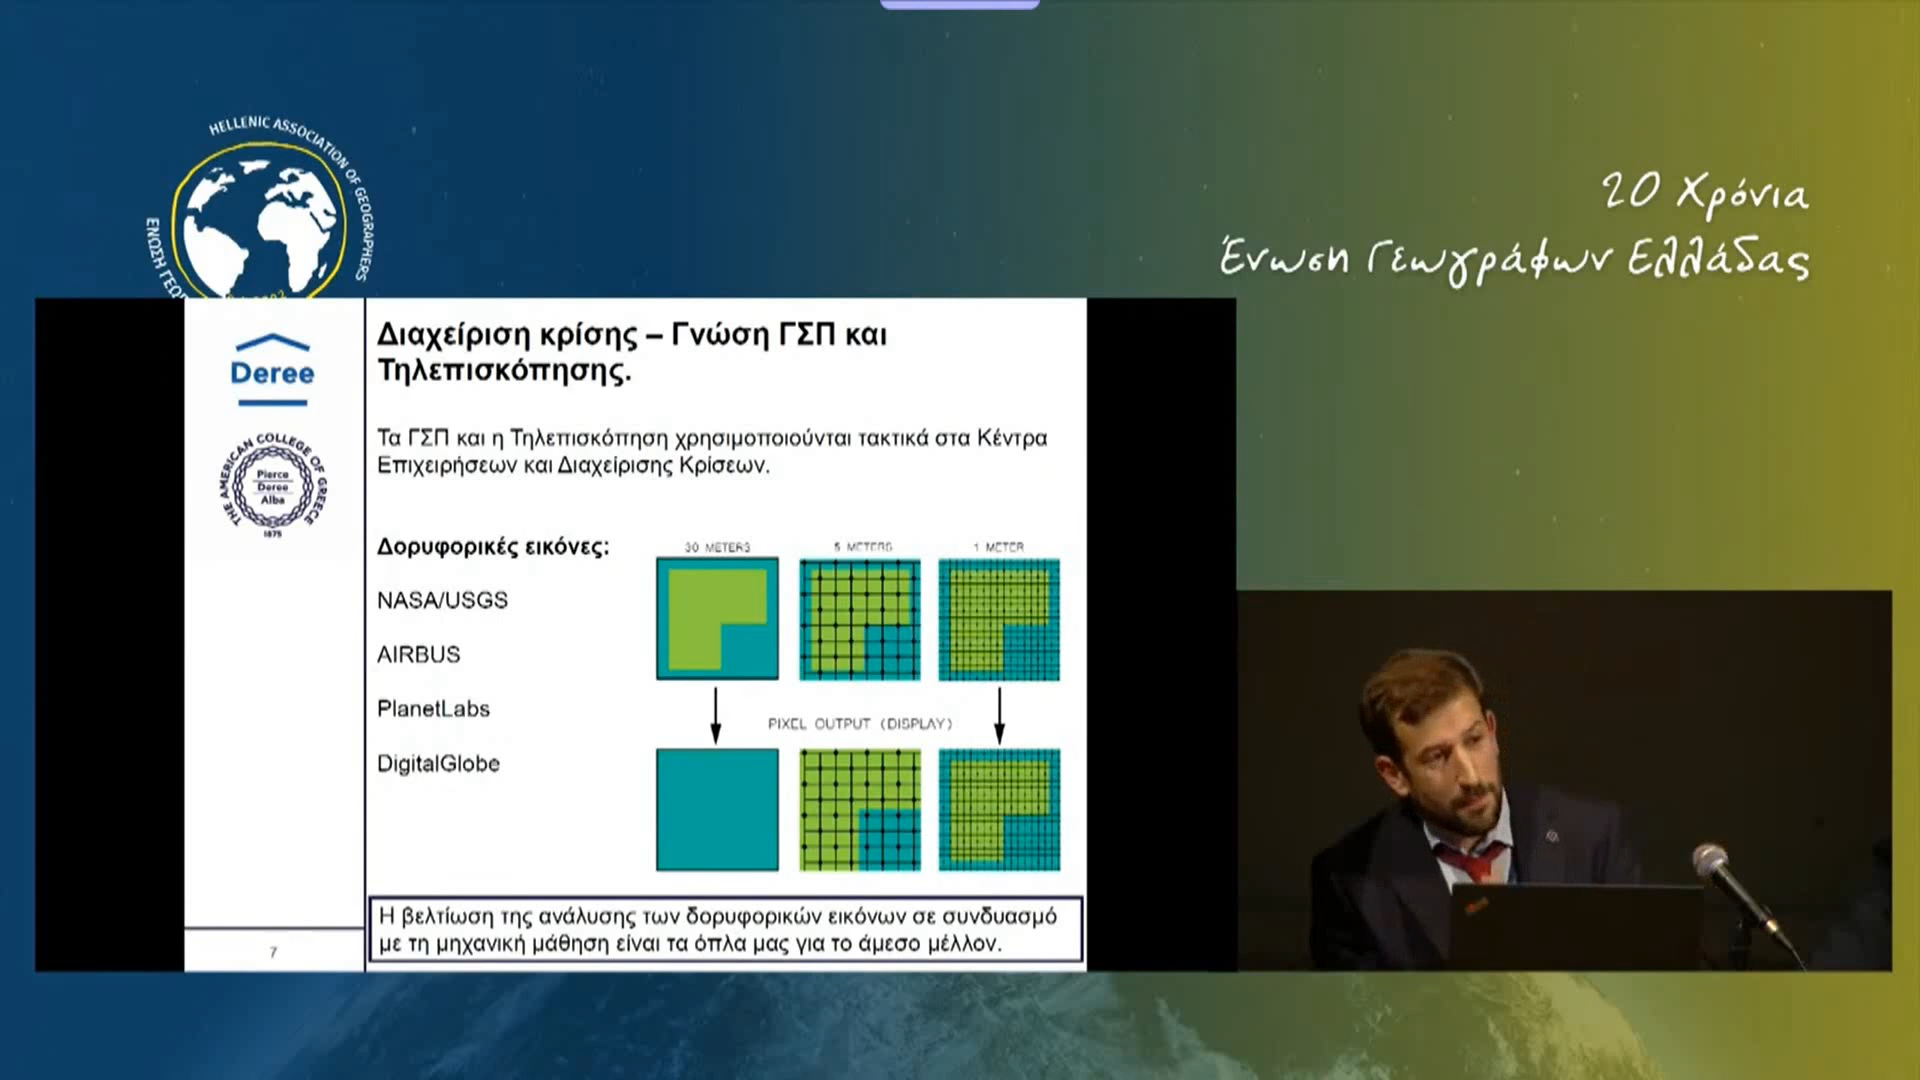 HELLENIC ASSOCIATION OF GEOGRAPHERS
20 Χρόνια
Ένωση Γεωγράφων Ελλάδας
Deree
THE AMERICAN COLLEGE OF GREECE
Pierce
Deree
Alba
1875
Διαχείριση κρίσης – Γνώση ΓΣΠ και
Τηλεπισκόπησης.
Τα ΓΣΠ και η Τηλεπισκόπηση χρησιμοποιούνται τακτικά στα Κέντρα
Επιχειρήσεων και Διαχείρισης Κρίσεων.
Δορυφορικές εικόνες:
NASA/USGS
AIRBUS
PlanetLabs
DigitalGlobe
30 METERS
5 METERS
1 METER
PIXEL OUTPUT (DISPLAY)
Η βελτίωση της ανάλυσης των δορυφορικών εικόνων σε συνδυασμό
με τη μηχανική μάθηση είναι τα όπλα μας για το άμεσο μέλλον.
7